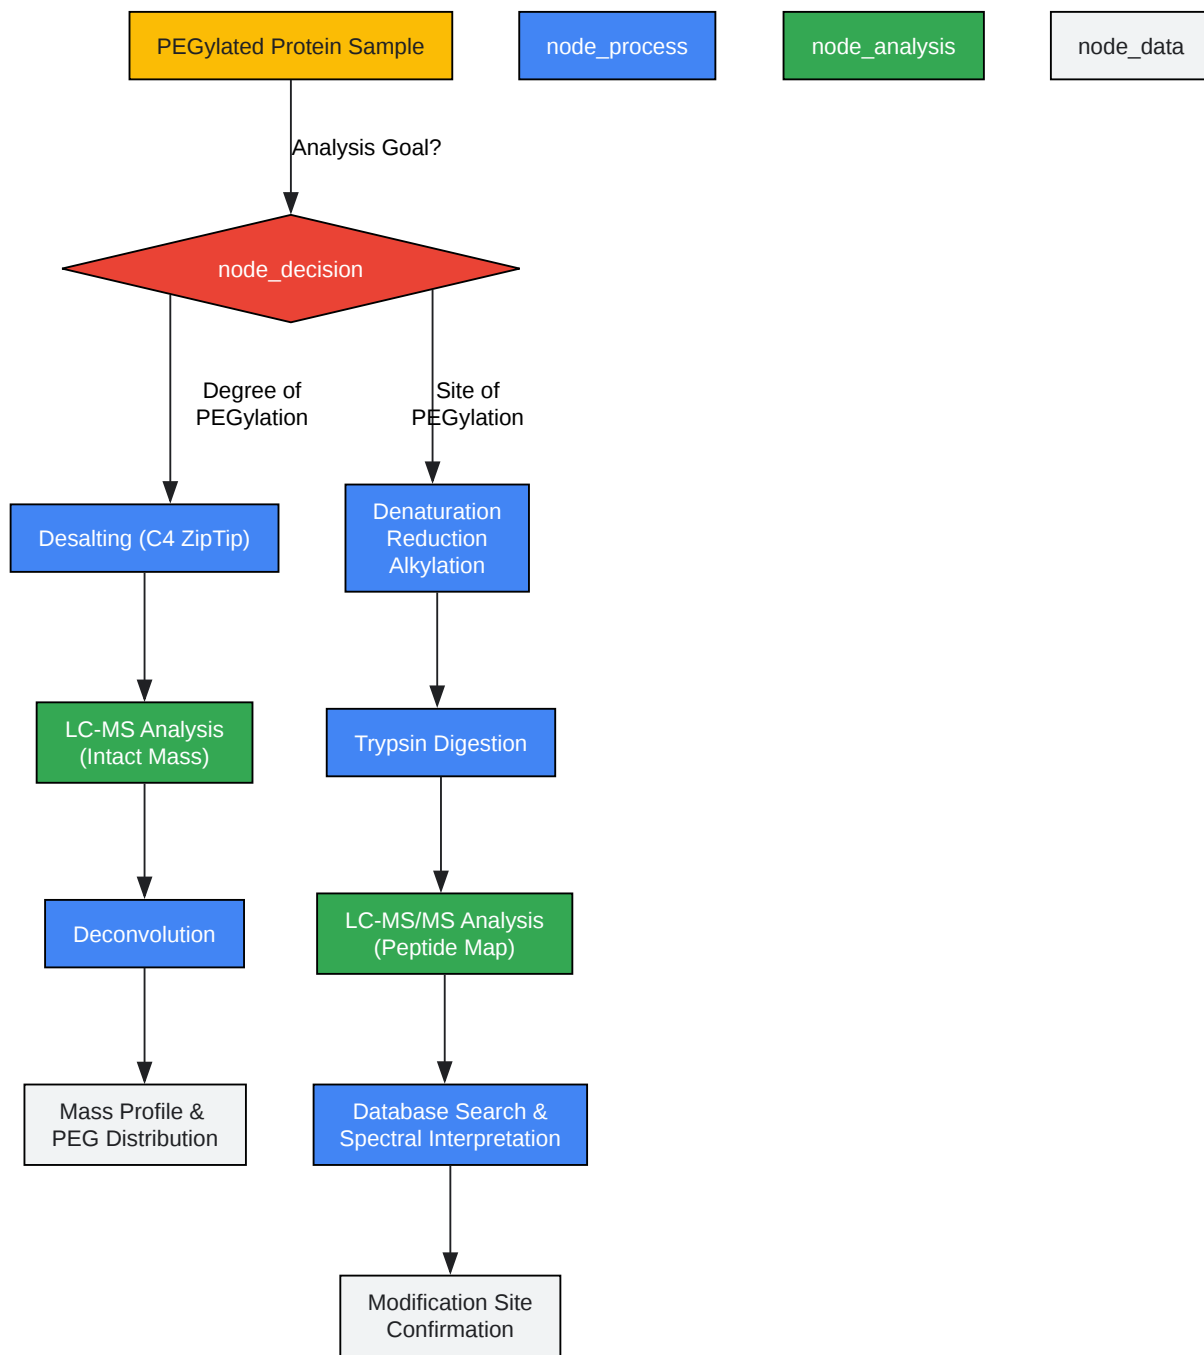 PEGylated Protein Sample
node_process
node_analysis
node_data
Analysis Goal?
node_decision
Degree of
PEGylation
Site of
PEGylation
Desalting (C4 ZipTip)
Denaturation
Reduction
Alkylation
LC-MS Analysis
(Intact Mass)
Trypsin Digestion
Deconvolution
LC-MS/MS Analysis
(Peptide Map)
Mass Profile &
PEG Distribution
Database Search &
Spectral Interpretation
Modification Site
Confirmation